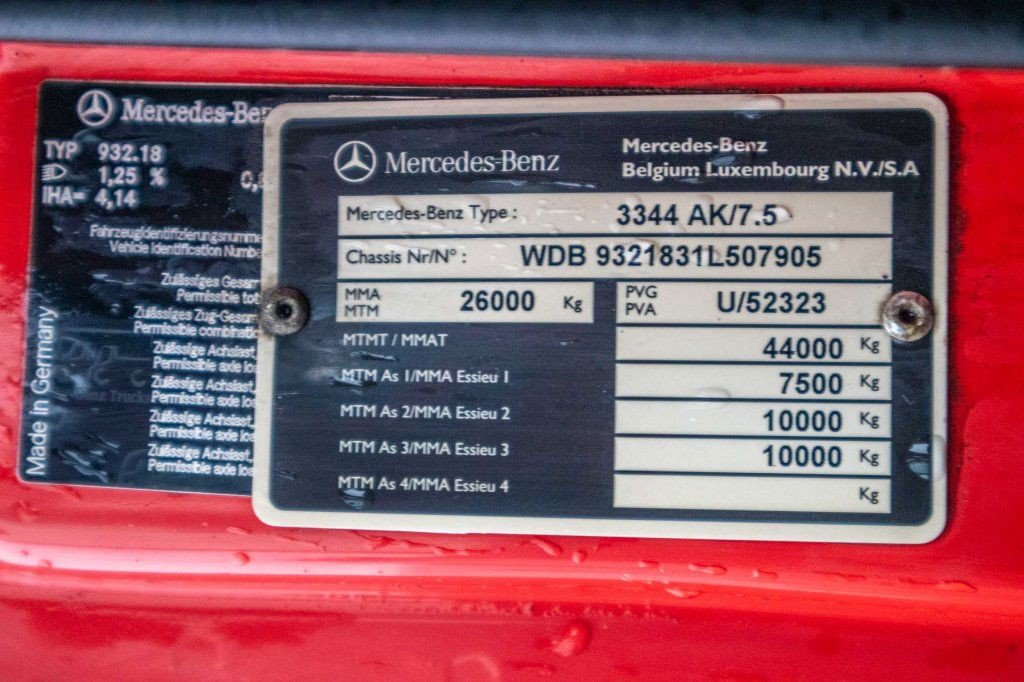 Mercedes-Ben
TYP 932.18
1,25 %
IHA= 4,14
Fahrzeugidentifizierungsnumme
Vehicle Identification Numbe
Zulässiges Gesam
Permissible tot
Zulässiges Zug-Gesam
Permissible combinatio
Zulässige Achslast,
Permissible axle loa
Zulässige Achslast,
Permissible axle loa
Zulässige Achslast,
Permissible axle loa
Zulässige Achslast,
Permissible axle loa
Made in Germany
Mercedes-Benz
Mercedes-Benz
Belgium Luxembourg N.V./S.A
Mercedes-Benz Type : 3344 AK/7.5
Chassis Nr/N° : WDB 9321831L507905
MMA
MTM
26000 Kg
PVG
PVA
U/52323
MTMT / MMAT 44000 Kg
MTM As 1/MMA Essieu 1 7500 Kg
MTM As 2/MMA Essieu 2 10000 Kg
MTM As 3/MMA Essieu 3 10000 Kg
MTM As 4/MMA Essieu 4 Kg